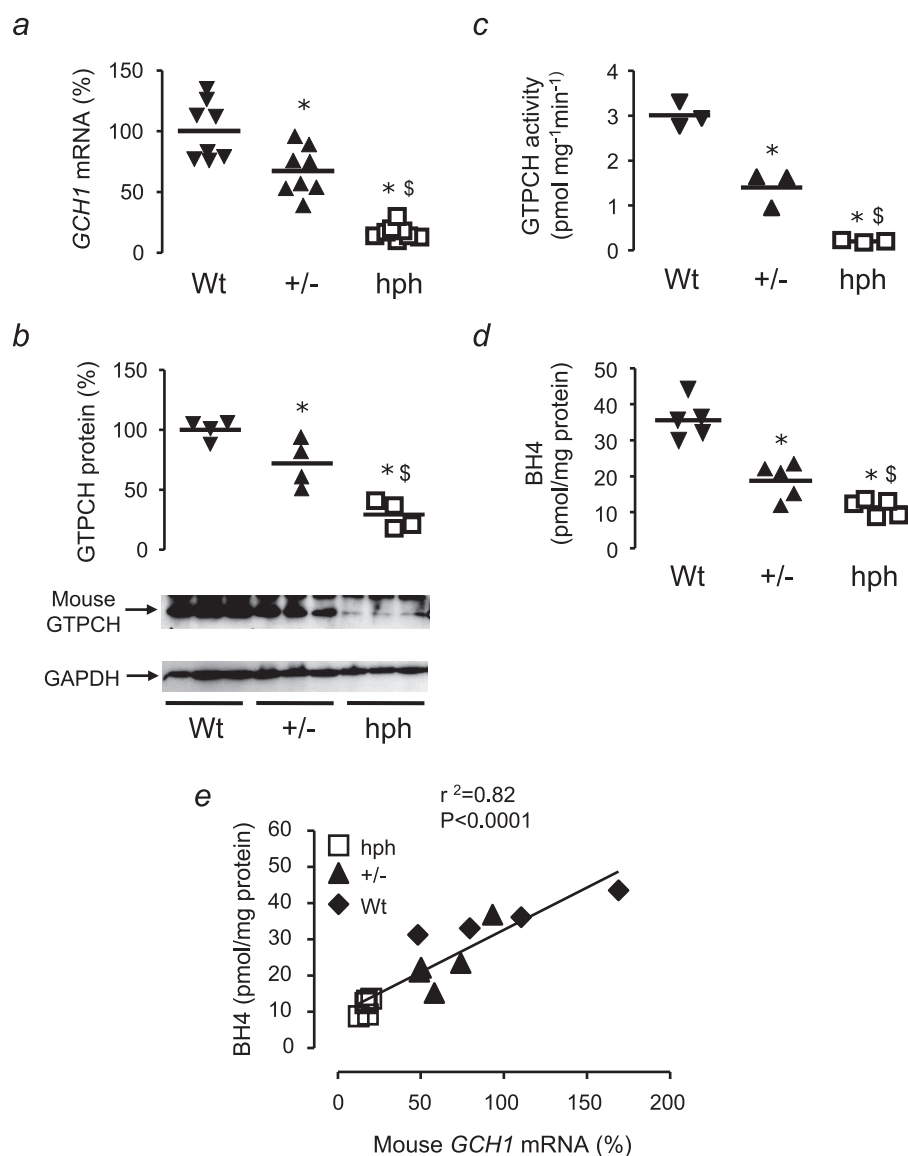 a
GCH1 mRNA (%)
150
100
50
0
*
* $
Wt
+/-
hph
b
GTPCH protein (%)
150
100
50
0
*
* $
Mouse
GTPCH
GAPDH
Wt
+/-
hph
c
GTPCH activity
(pmol mg-1min-1)
4
3
2
1
0
*
* $
Wt
+/-
hph
d
BH4
(pmol/mg protein)
50
40
30
20
10
0
*
* $
Wt
+/-
hph
e
r 2=0.82
P<0.0001
BH4 (pmol/mg protein)
60
50
40
30
20
10
0
hph
+/-
Wt
0
50
100
150
200
Mouse GCH1 mRNA (%)